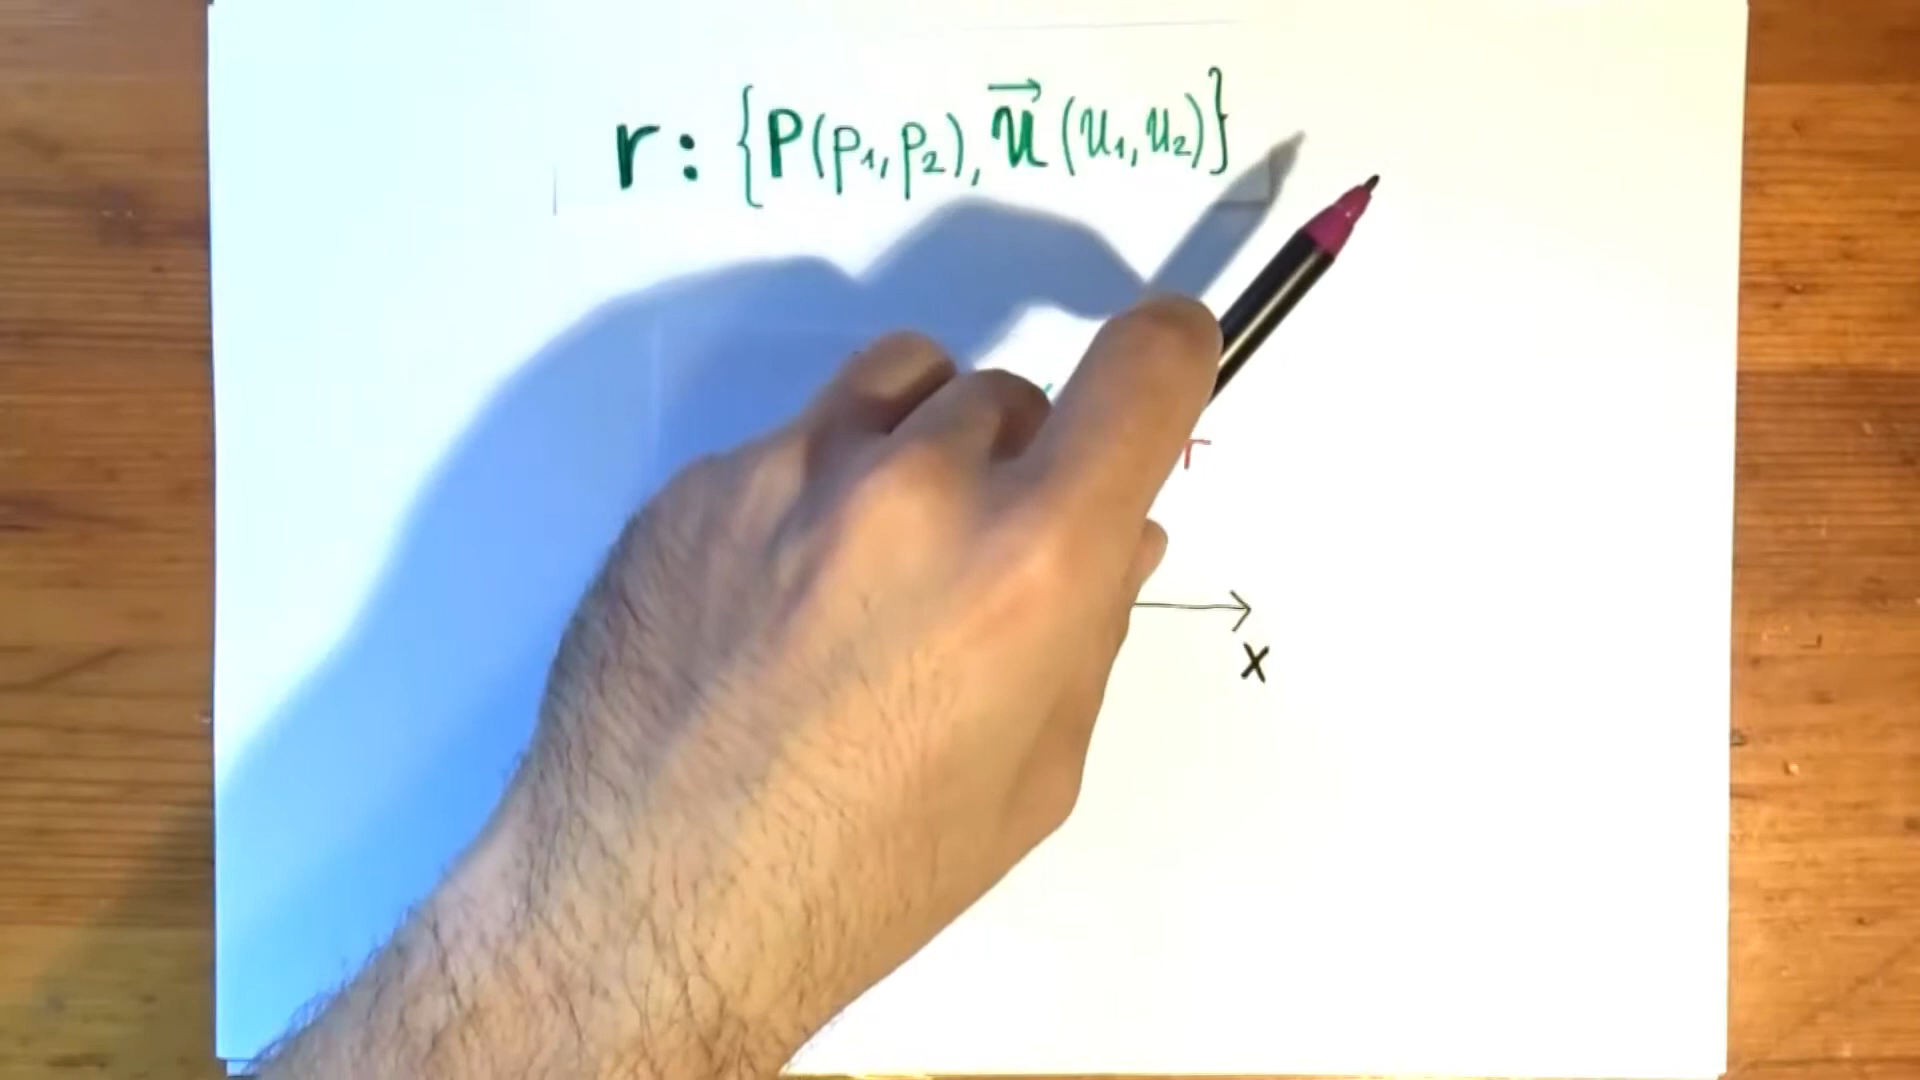 r: {P(p₁,p₂), u⃗ (u₁,u₂)}
r
x